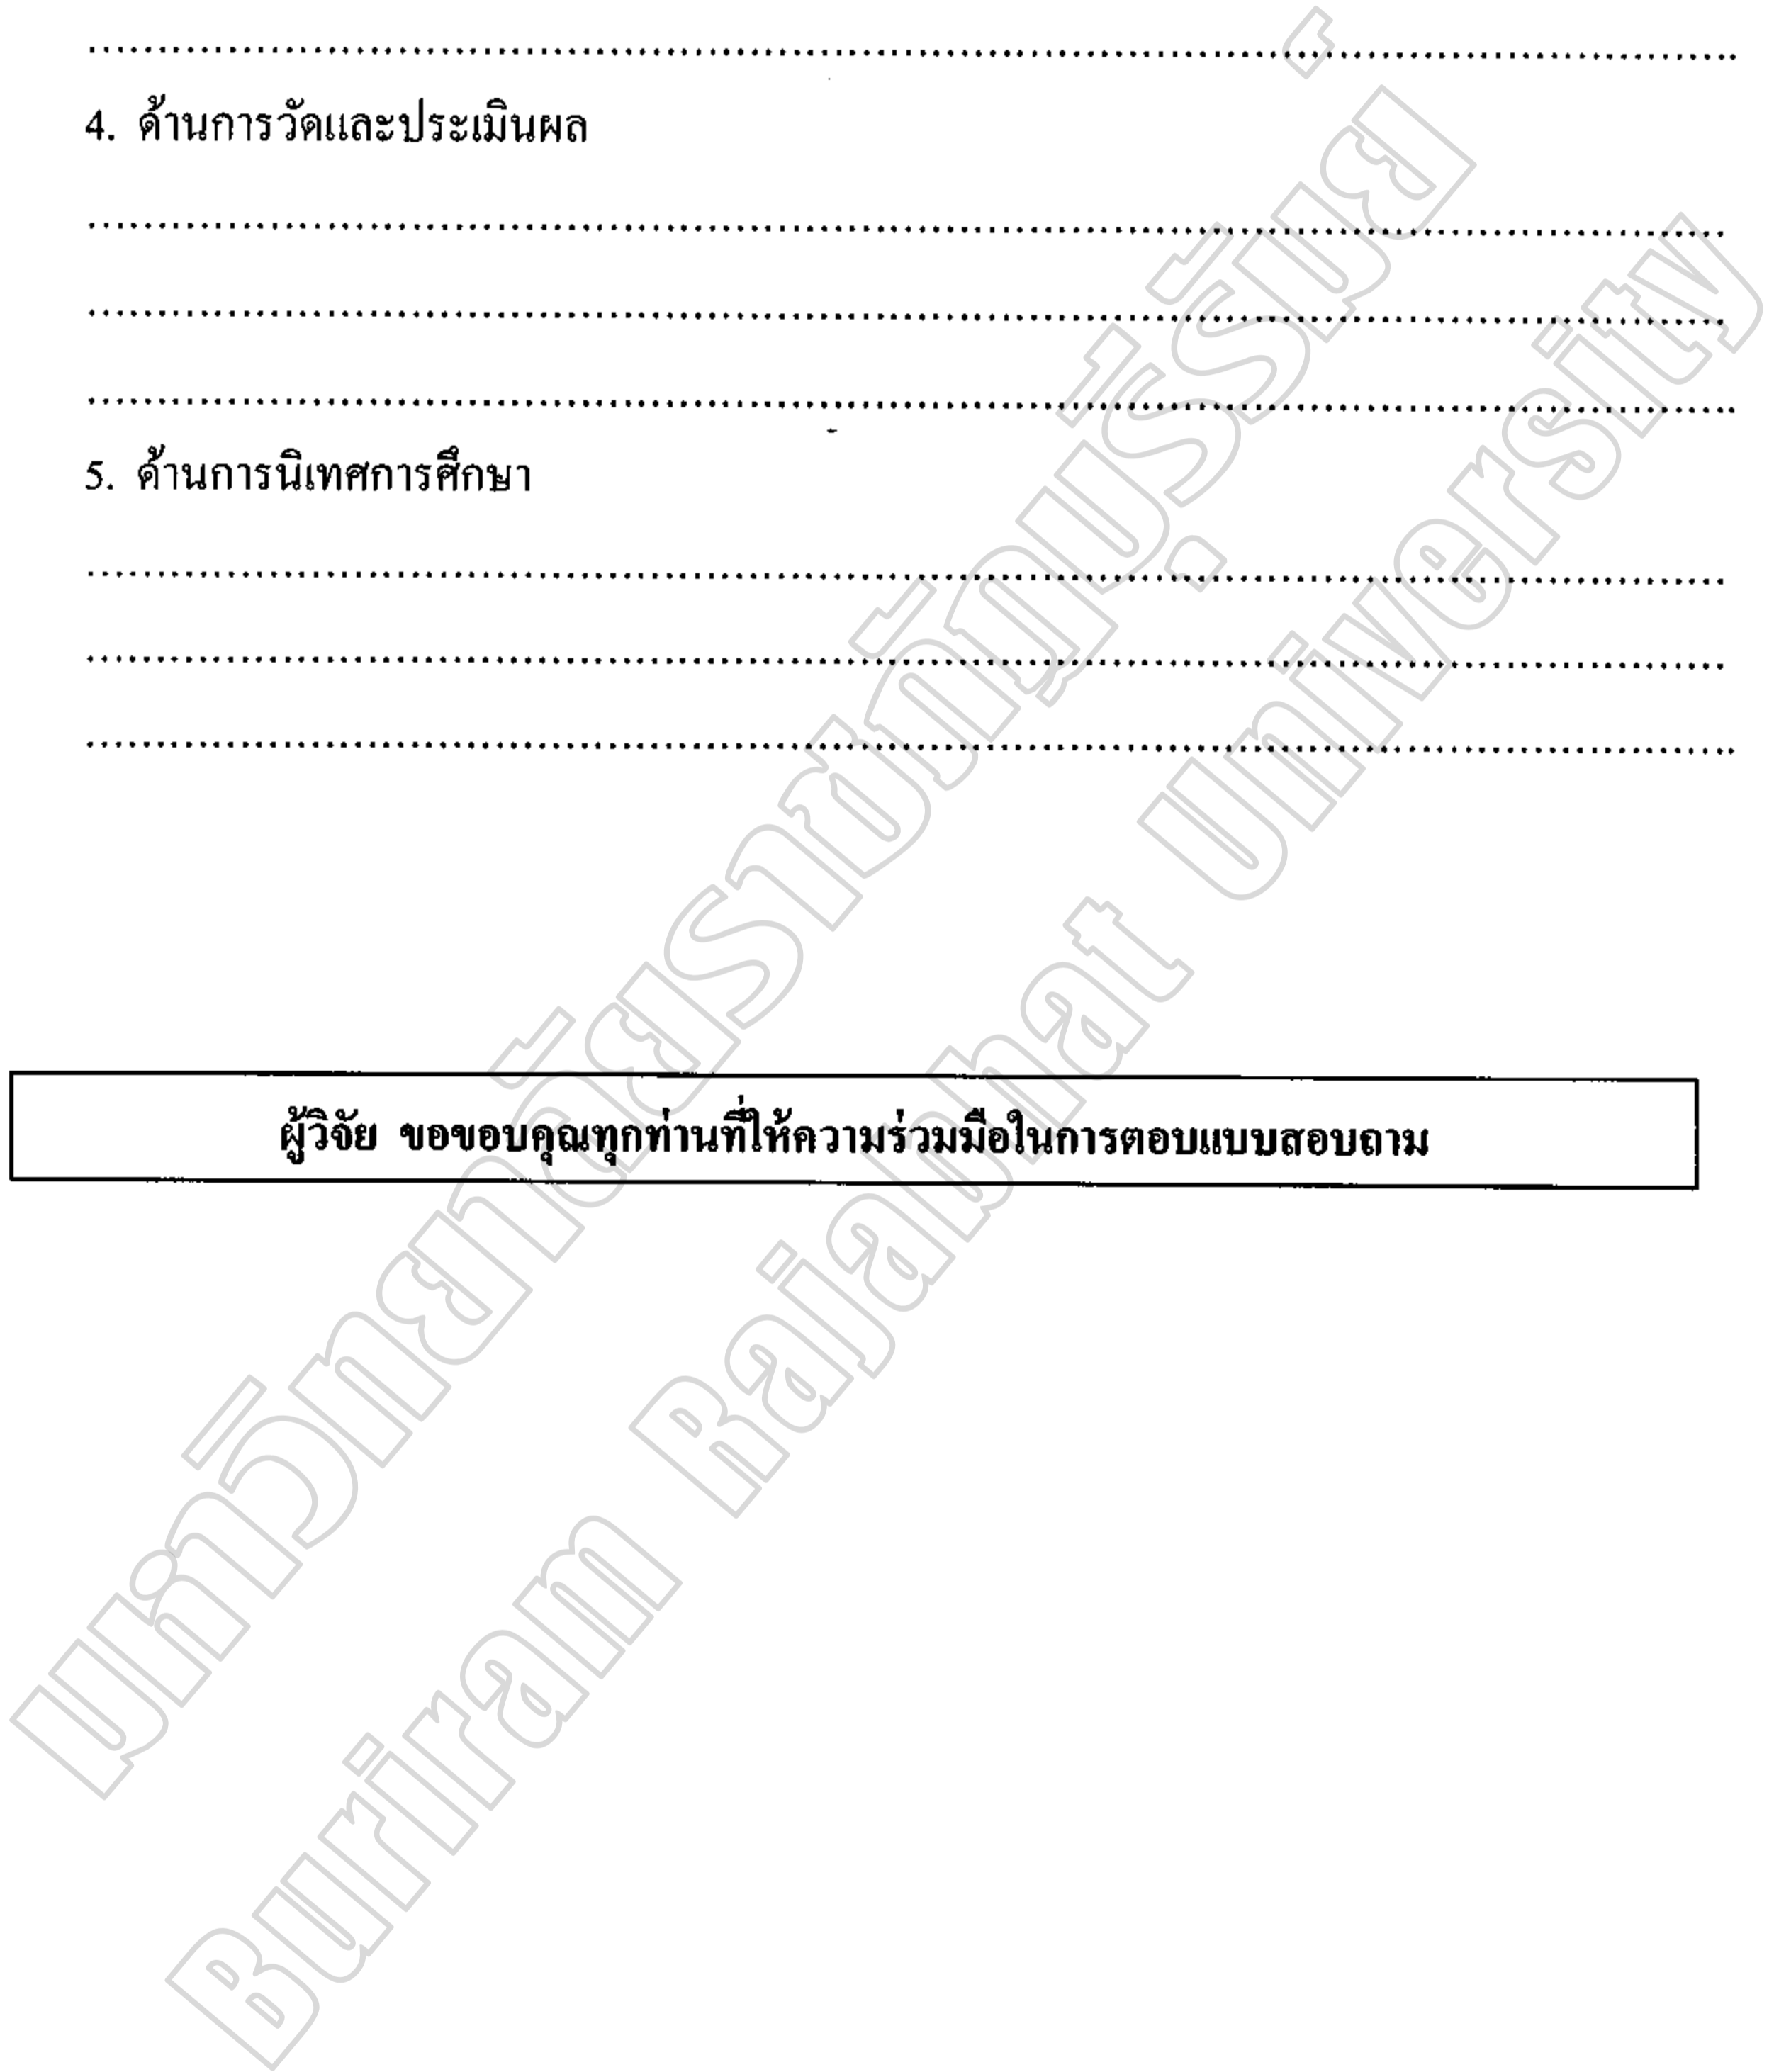 ........................................................................................................................
4. ด้านการวัดและประเมินผล
........................................................................................................................
........................................................................................................................
........................................................................................................................
5. ด้านการนิเทศการศึกษา
........................................................................................................................
........................................................................................................................
........................................................................................................................
ผู้วิจัย ขอขอบคุณทุกท่านที่ให้ความร่วมมือในการตอบแบบสอบถาม
มหาวิทยาลัยราชภัฏบุรีรัมย์
Buriram Rajabhat University